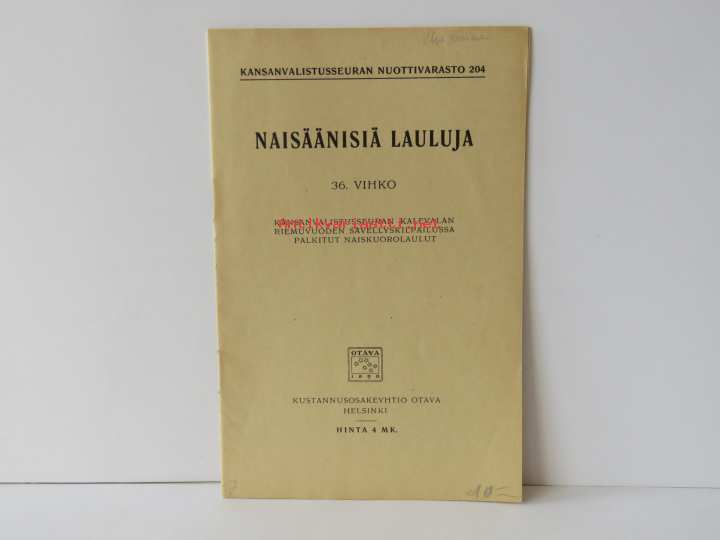 KANSANVALISTUSSEURAN NUOTTIVARASTO 204
NAISÄÄNISIÄ LAULUJA
36. VIHKO
KANSANVALISTUSSEURAN KALEVALAN
RIEMUVUODEN SÄVELLYSKILPAILUSSA
PALKITUT NAISKUOROLAULUT
OTAVA
1890
KUSTANNUSOSAKEYHTIÖ OTAVA
HELSINKI
HINTA 4 MK.